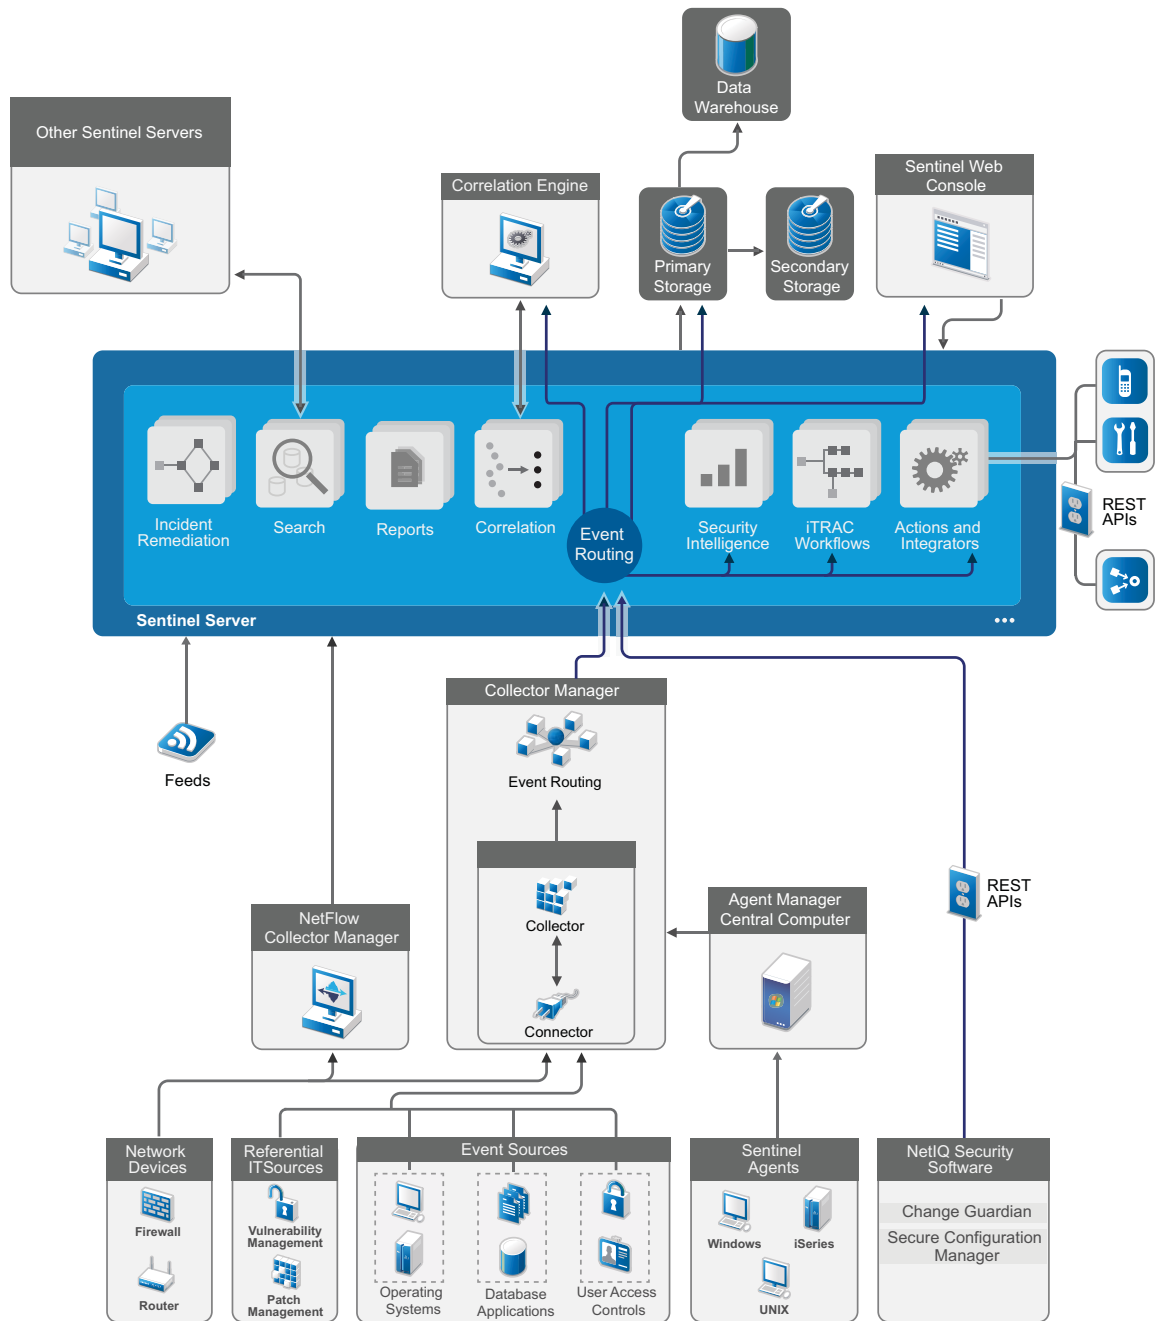 Data
Warehouse
Other Sentinel Servers
Correlation Engine
Sentinel Web
Console
Primary
Storage
Secondary
Storage
Incident
Remediation
Search
Reports
Correlation
Event
Routing
Security
Intelligence
iTRAC
Workflows
Actions and
Integrators
REST
APIs
Sentinel Server
Feeds
Collector Manager
Event Routing
Collector
Connector
NetFlow
Collector Manager
Agent Manager
Central Computer
REST
APIs
Network
Devices
Firewall
Router
Referential
ITSources
Vulnerability
Management
Patch
Management
Event Sources
Operating
Systems
Database
Applications
User Access
Controls
Sentinel
Agents
Windows
iSeries
UNIX
NetIQ Security
Software
Change Guardian
Secure Configuration
Manager